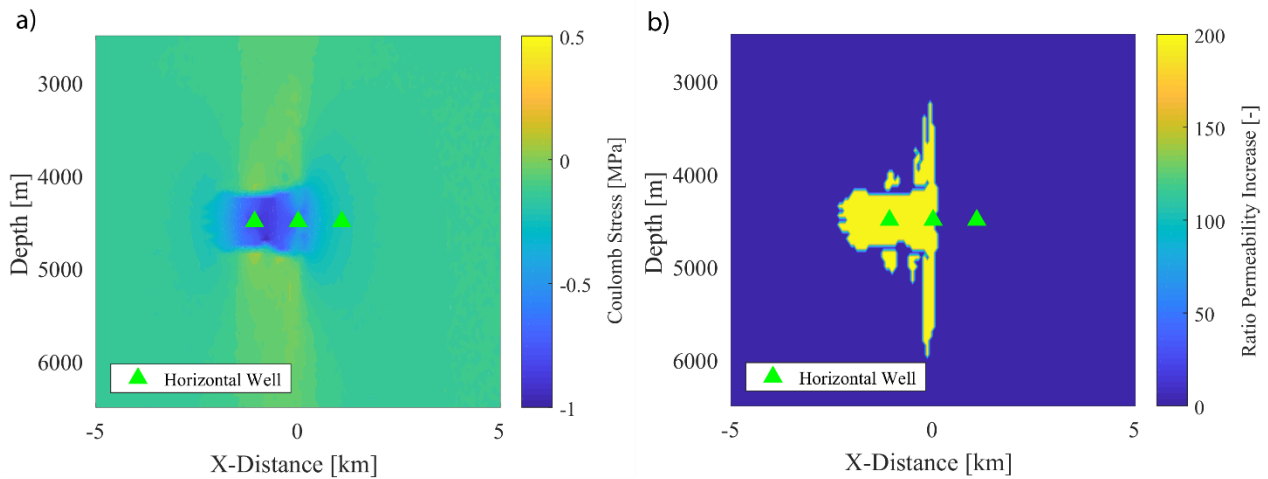 a)
Depth [m]
3000
4000
5000
6000
-5
0
5
X-Distance [km]
Horizontal Well
0.5
0
-0.5
-1
Coulomb Stress [MPa]
b)
Depth [m]
3000
4000
5000
6000
-5
0
5
X-Distance [km]
Horizontal Well
200
150
100
50
0
Ratio Permeability Increase [-]